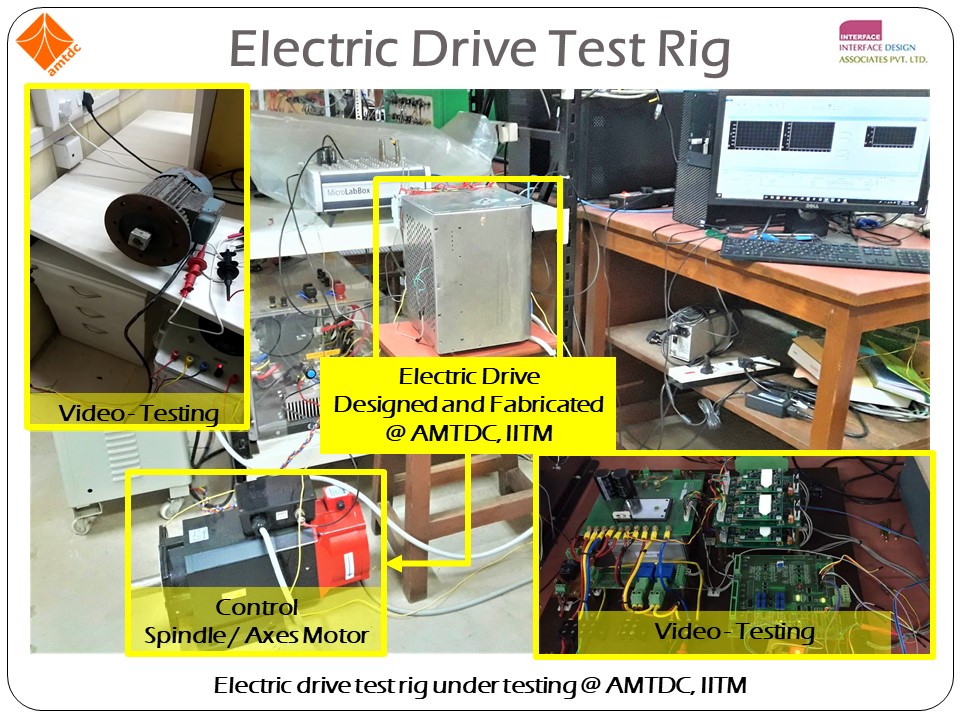 amtdc
Electric Drive Test Rig
INTERFACE
INTERFACE DESIGN
ASSOCIATES PVT. LTD.
MicroLabBox
DELL
Video - Testing
Electric Drive
Designed and Fabricated
@ AMTDC, IITM
Control
Spindle / Axes Motor
Video - Testing
Electric drive test rig under testing @ AMTDC, IITM